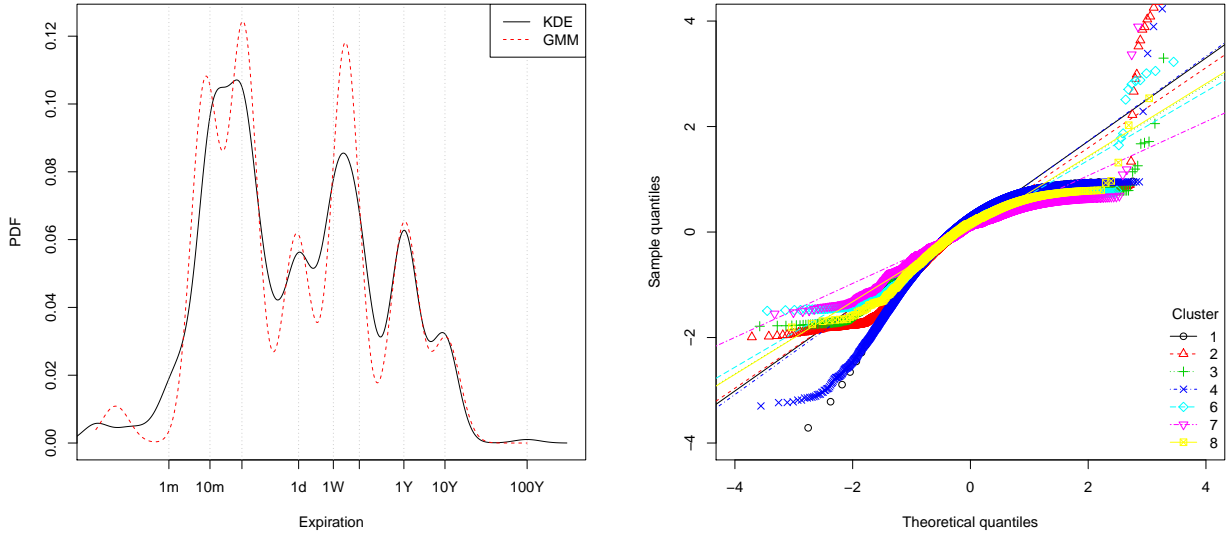 KDE
GMM
PDF
0.00
0.02
0.04
0.06
0.08
0.10
0.12
1m
10m
1d
1W
1Y
10Y
100Y
Expiration
Sample quantiles
−4
−2
0
2
4
−4
−2
0
2
4
Theoretical quantiles
Cluster
1
2
3
4
6
7
8